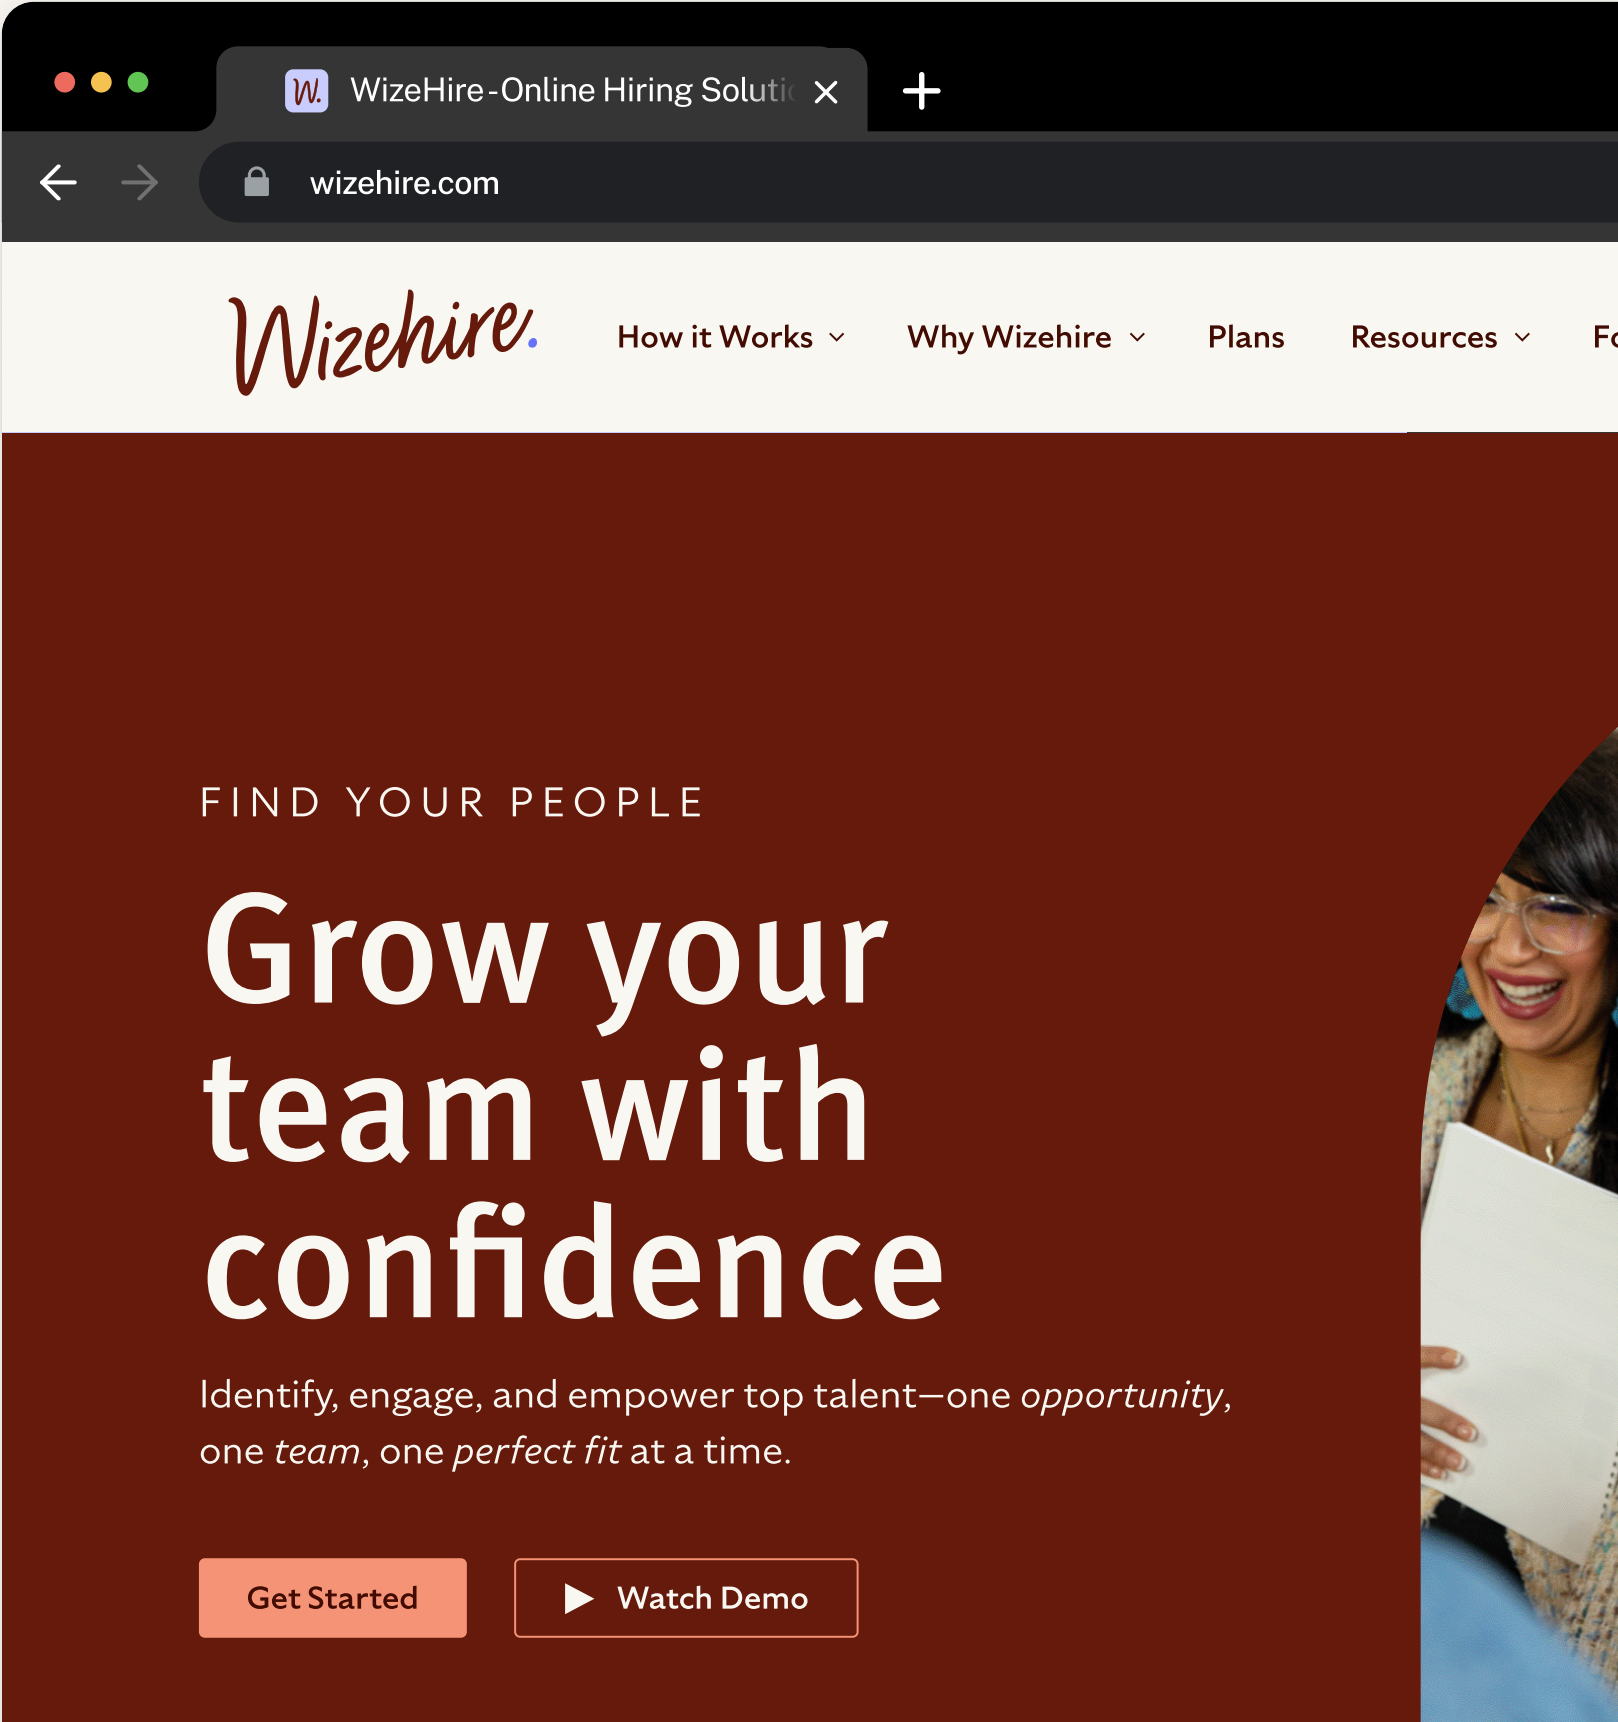 W. WizeHire - Online Hiring Soluti
wizehire.com
Wizehire. How it Works Why Wizehire Plans Resources
FIND YOUR PEOPLE
Grow your
team with
confidence
Identify, engage, and empower top talent—one opportunity,
one team, one perfect fit at a time.
Get Started Watch Demo